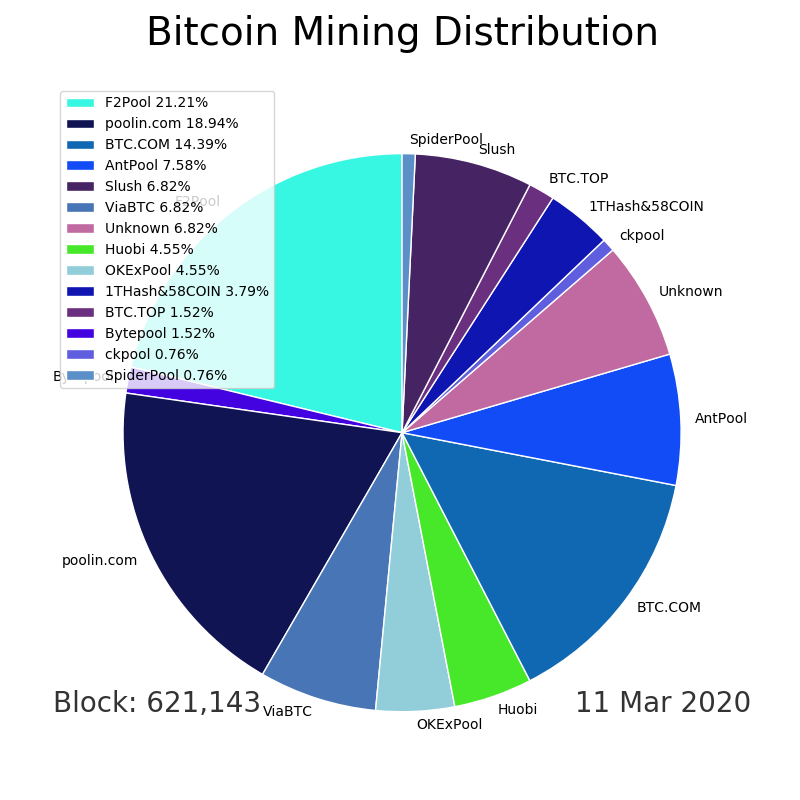 Bitcoin Mining Distribution
F2Pool 21.21%
poolin.com 18.94%
BTC.COM 14.39%
AntPool 7.58%
Slush 6.82%
ViaBTC 6.82%
Unknown 6.82%
Huobi 4.55%
OKExPool 4.55%
1THash&58COIN 3.79%
BTC.TOP 1.52%
Bytepool 1.52%
ckpool 0.76%
SpiderPool 0.76%
SpiderPool
Slush
BTC.TOP
1THash&58COIN
ckpool
Unknown
AntPool
BTC.COM
Huobi
OKExPool
ViaBTC
poolin.com
Bytepool
F2Pool
Block: 621,143
11 Mar 2020